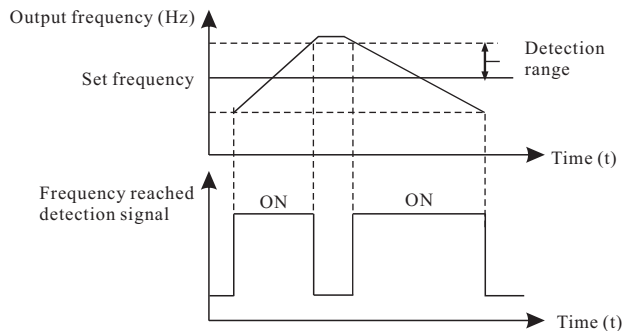 Output frequency (Hz)
Detection
range
Set frequency
Time (t)
Frequency reached
detection signal
ON
ON
Time (t)